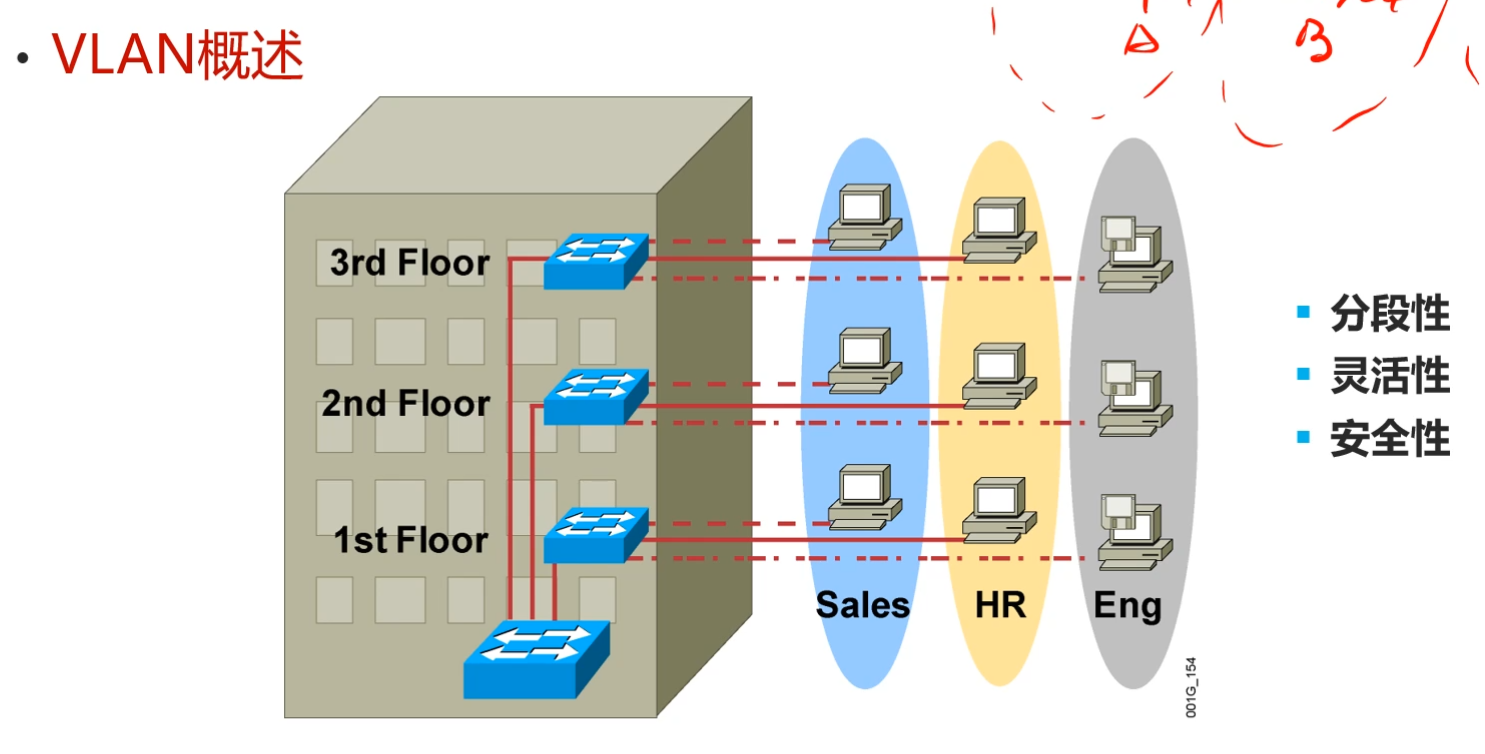 • VLAN概述
A B
3rd Floor
2nd Floor
1st Floor
Sales HR Eng
▪ 分段性
▪ 灵活性
▪ 安全性
001G_154